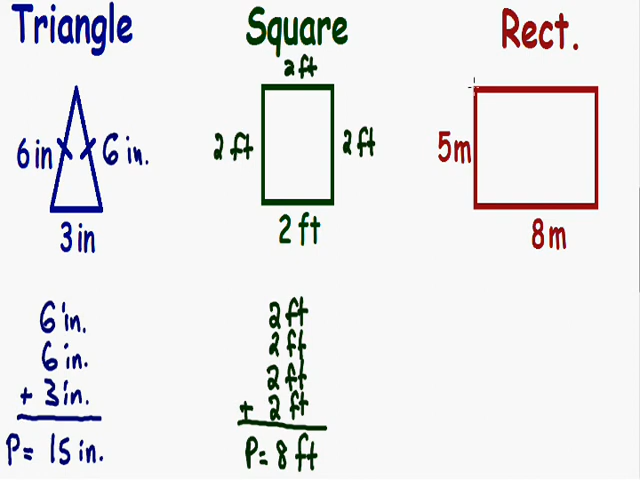 Triangle
6 in
6 in.
3 in
6 in.
6 in.
+ 3 in.
P= 15 in.
Square
2 ft
2 ft
2 ft
2 ft
2 ft
2 ft
2 ft
+ 2 ft
P= 8 ft
Rect.
5m
8m